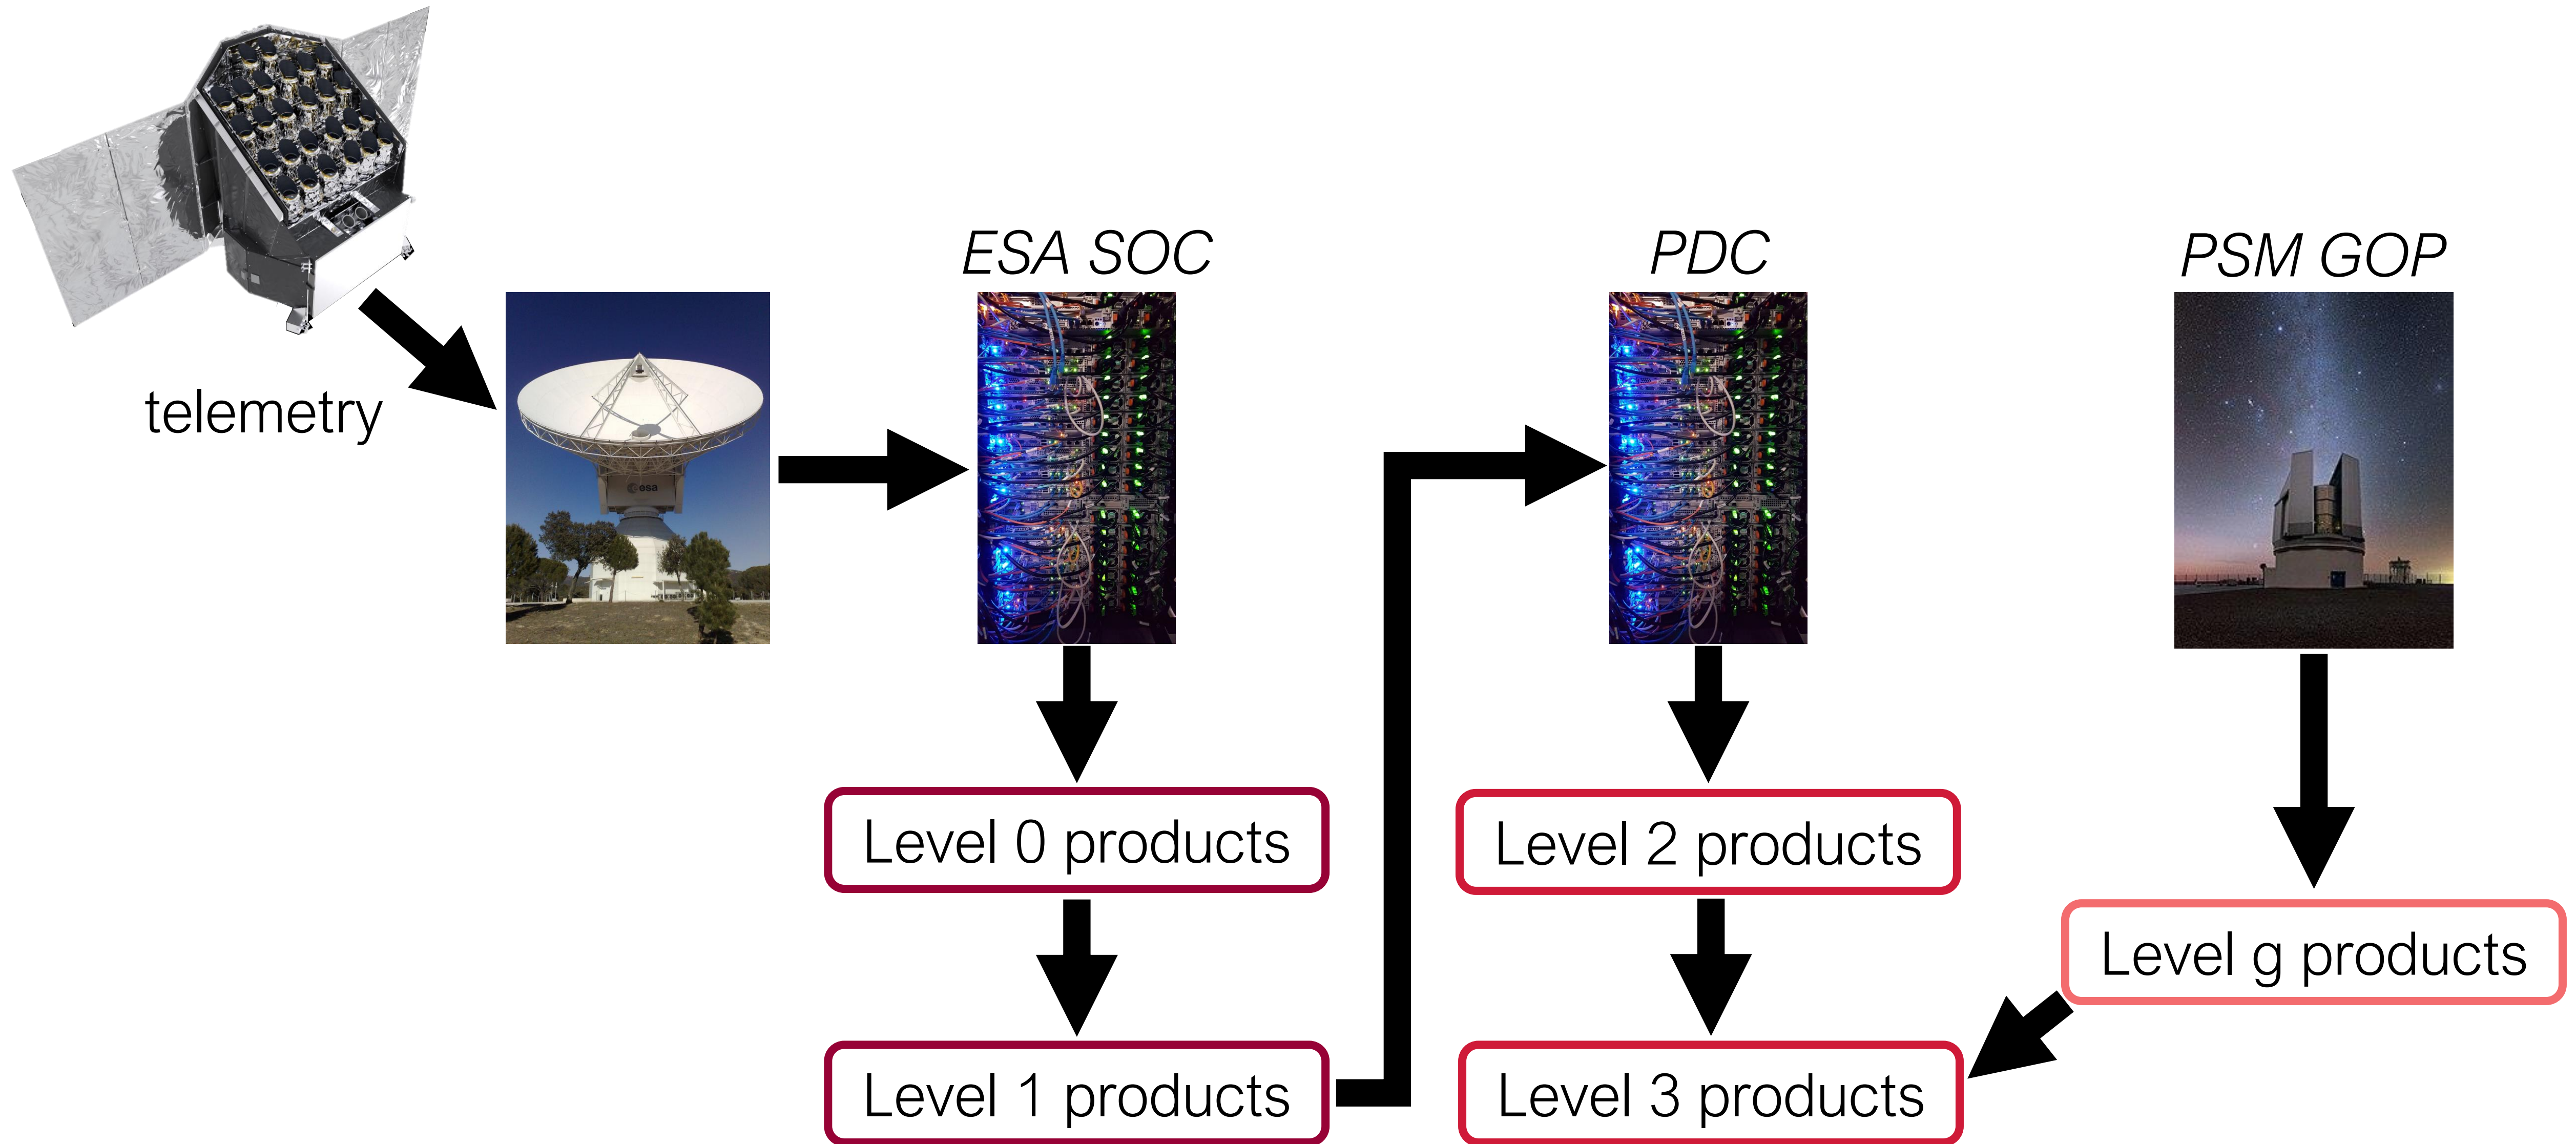 ESA SOC
PDC
PSM GOP
telemetry
esa
Level 0 products
Level 2 products
Level g products
Level 1 products
Level 3 products